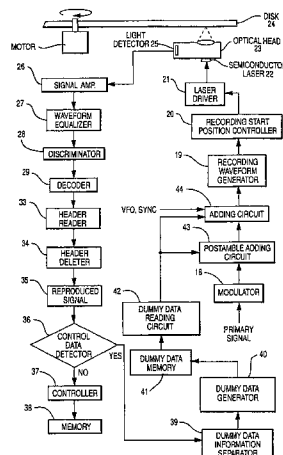 DISK
24
MOTOR
LIGHT
DETECTOR 25
OPTICAL HEAD
23
SEMICONDUCTO
LASER 22
26
SIGNAL AMP.
27
WAVEFORM
EQUALIZER
28
DISCRIMINATOR
29
DECODER
33
HEADER
READER
34
HEADER
DELETER
35
REPRODUCED
SIGNAL
36
CONTROL
DATA
DETECTOR
YES
NO
37
CONTROLLER
38
MEMORY
21
LASER
DRIVER
20
RECORDING START
POSITION CONTROLLER
19
RECORDING
WAVEFORM
GENERATOR
44
VFO, SYNC
ADDING CIRCUIT
43
POSTAMBLE ADDING
CIRCUIT
42
DUMMY DATA
READING
CIRCUIT
16
MODULATOR
PRIMARY
SIGNAL
DUMMY DATA
MEMORY
41
40
DUMMY DATA
GENERATOR
39
DUMMY DATA
INFORMATION
SEPARATOR